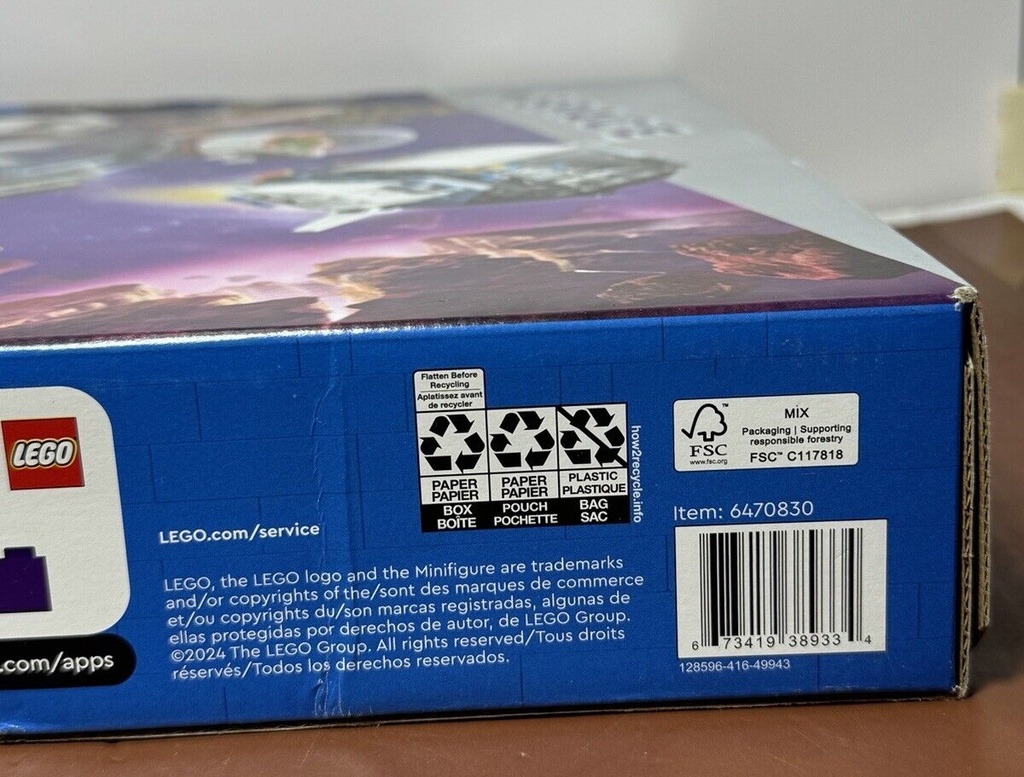 Flatten Before
Recycling
Aplatissez avant
de recycler
PAPER
PAPIER
BOX
BOÎTE
PAPER
PAPIER
POUCH
POCHETTE
PLASTIC
PLASTIQUE
BAG
SAC
how2recycle.info
FSC
www.fsc.org
™
MIX
Packaging | Supporting
responsible forestry
FSC™ C117818
LEGO
.com/apps
LEGO.com/service
LEGO, the LEGO logo and the Minifigure are trademarks
and/or copyrights of the/sont des marques de commerce
et/ou copyrights du/son marcas registradas, algunas de
ellas protegidas por derechos de autor, de LEGO Group.
©2024 The LEGO Group. All rights reserved/Tous droits
réservés/Todos los derechos reservados.
Item: 6470830
6 73419 38933 4
128596-416-49943